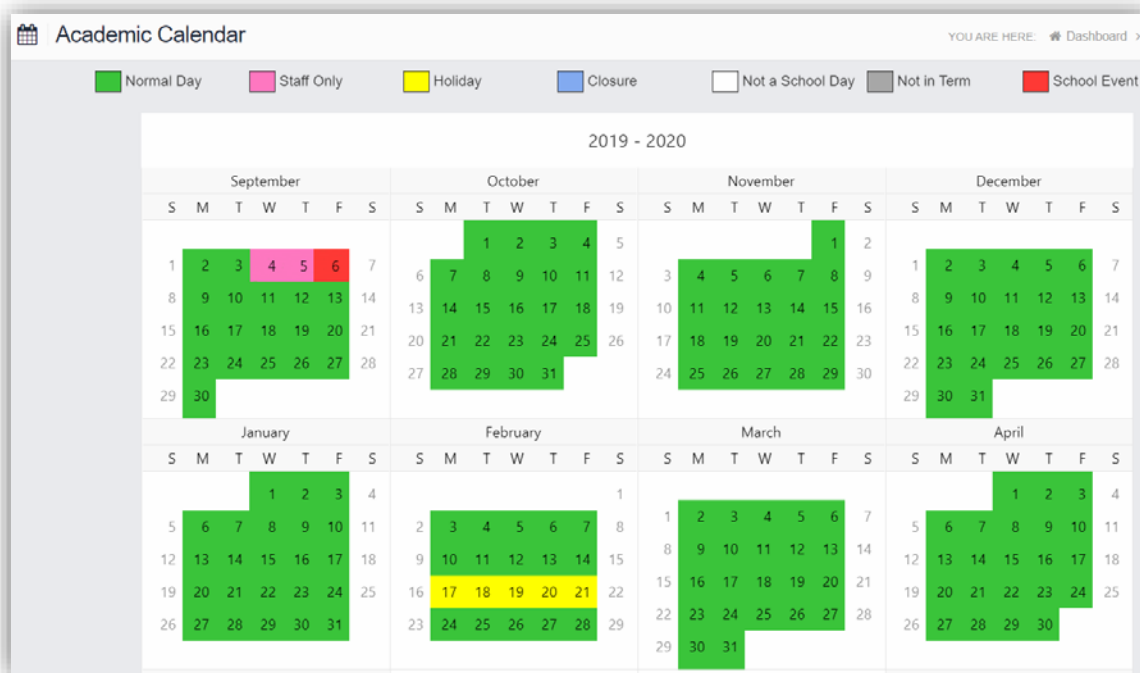 Academic Calendar
YOU ARE HERE: Dashboard
Normal Day Staff Only Holiday Closure Not a School Day Not in Term School Event
2019 - 2020
September October November December
S M T W T F S S M T W T F S S M T W T F S S M T W T F S
1 2 3 4 5 1 2
1 2 3 4 5 6 7 6 7 8 9 10 11 12 3 4 5 6 7 8 9 1 2 3 4 5 6 7
8 9 10 11 12 13 14 13 14 15 16 17 18 19 10 11 12 13 14 15 16 8 9 10 11 12 13 14
15 16 17 18 19 20 21 20 21 22 23 24 25 26 17 18 19 20 21 22 23 15 16 17 18 19 20 21
22 23 24 25 26 27 28 27 28 29 30 31 24 25 26 27 28 29 30 22 23 24 25 26 27 28
29 30 29 30 31
January February March April
S M T W T F S S M T W T F S S M T W T F S S M T W T F S
1 2 3 4 1 1 2 3 4
5 6 7 8 9 10 11 2 3 4 5 6 7 8 1 2 3 4 5 6 7 5 6 7 8 9 10 11
12 13 14 15 16 17 18 9 10 11 12 13 14 15 8 9 10 11 12 13 14 12 13 14 15 16 17 18
19 20 21 22 23 24 25 16 17 18 19 20 21 22 15 16 17 18 19 20 21 19 20 21 22 23 24 25
26 27 28 29 30 31 23 24 25 26 27 28 29 22 23 24 25 26 27 28 26 27 28 29 30
29 30 31